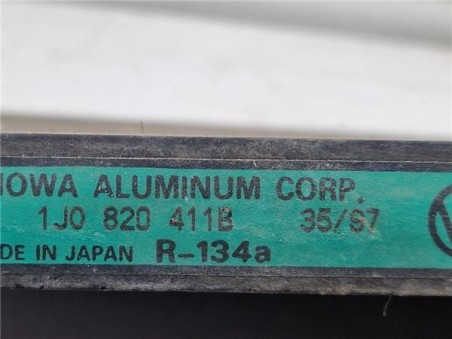 HOWA ALUMINUM CORP.
1J0 820 411B 35/97
DE IN JAPAN R-134a